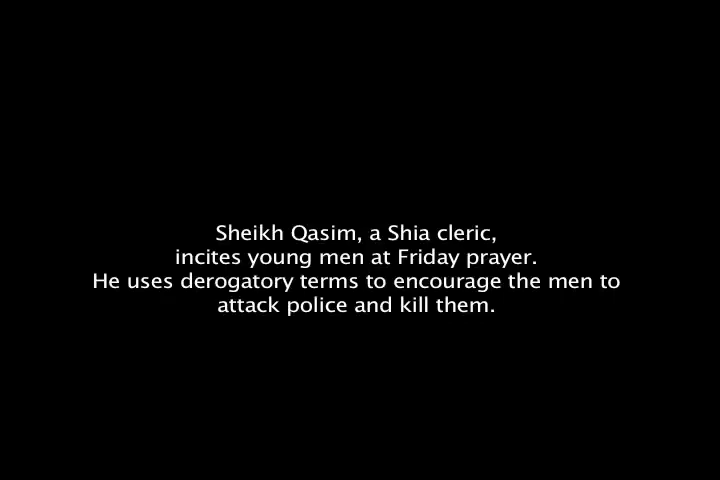 Sheikh Qasim, a Shia cleric,
incites young men at Friday prayer.
He uses derogatory terms to encourage the men to
attack police and kill them.